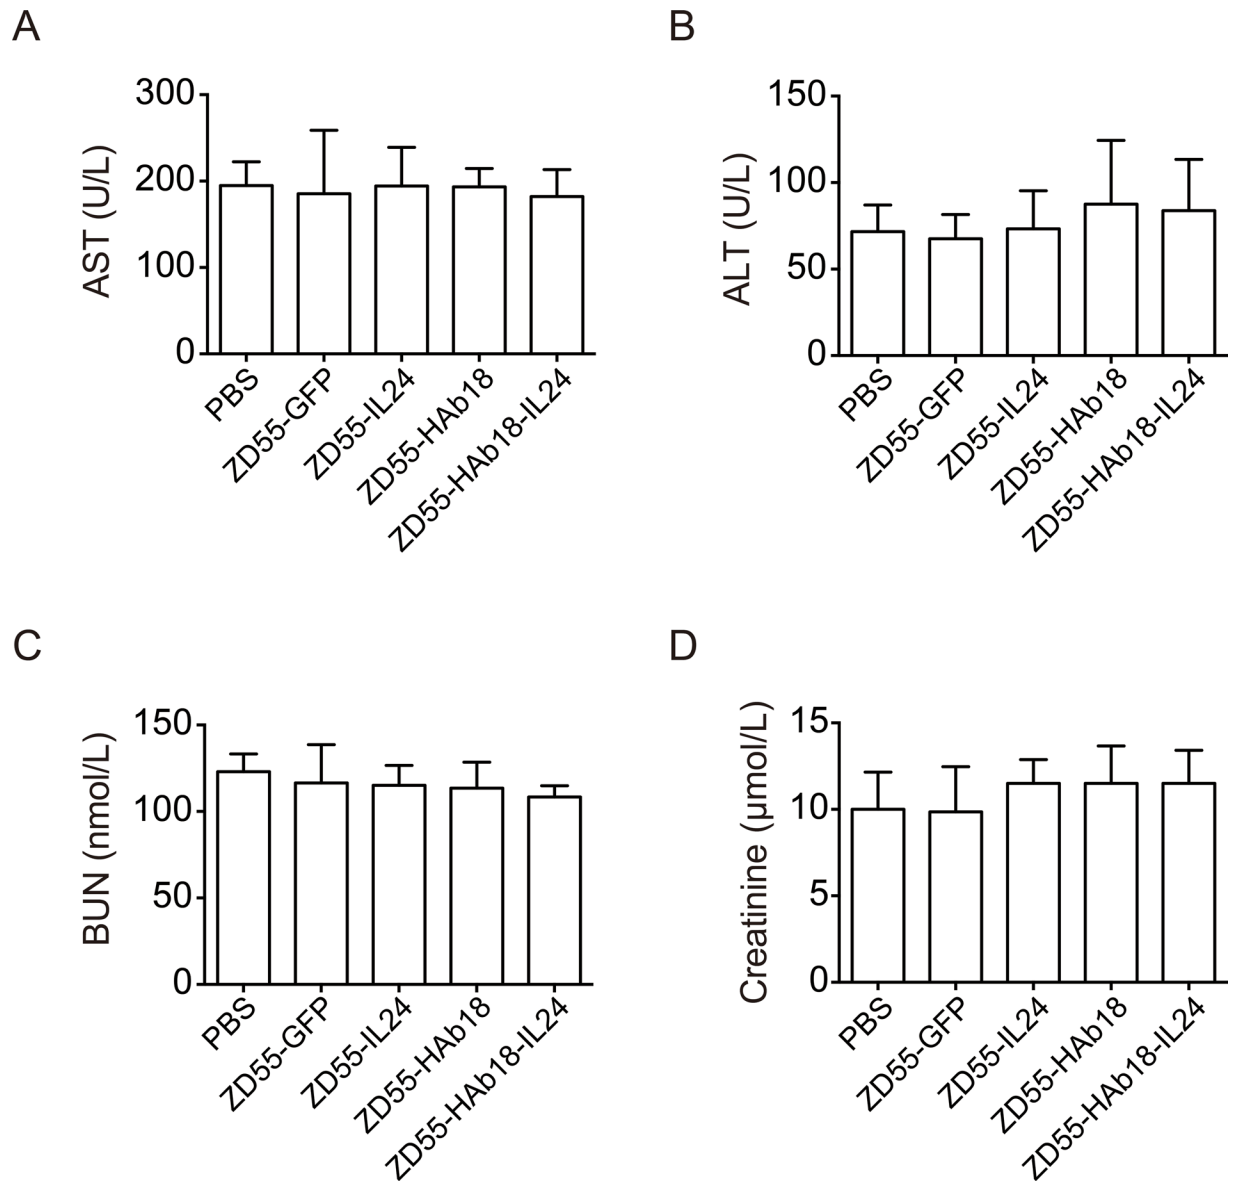 A
AST (U/L)
300
200
100
0
PBS
ZD55-GFP
ZD55-IL24
ZD55-HAb18
ZD55-HAb18-IL24
B
ALT (U/L)
150
100
50
0
PBS
ZD55-GFP
ZD55-IL24
ZD55-HAb18
ZD55-HAb18-IL24
C
BUN (nmol/L)
150
100
50
0
PBS
ZD55-GFP
ZD55-IL24
ZD55-HAb18
ZD55-HAb18-IL24
D
Creatinine (μmol/L)
15
10
5
0
PBS
ZD55-GFP
ZD55-IL24
ZD55-HAb18
ZD55-HAb18-IL24